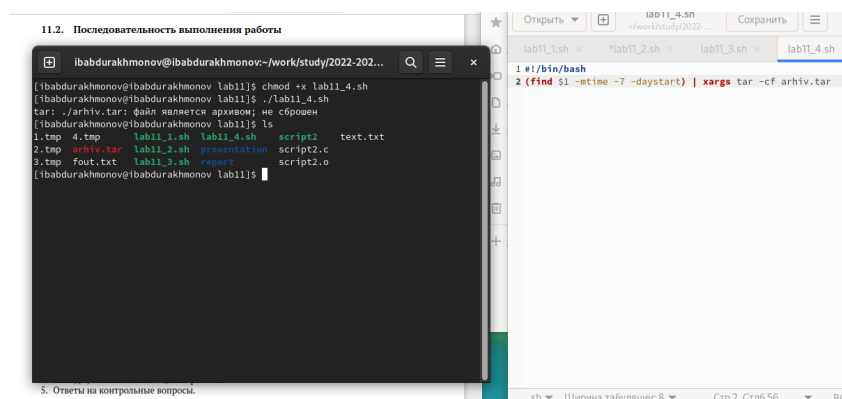 11.2. Последовательность выполнения работы
ibabdurakhmonov@ibabdurakhmonov:~/work/study/2022-202...
[ibabdurakhmonov@ibabdurakhmonov lab11]$ chmod +x lab11_4.sh
[ibabdurakhmonov@ibabdurakhmonov lab11]$ ./lab11_4.sh
tar: ./arhiv.tar: файл является архивом; не сброшен
[ibabdurakhmonov@ibabdurakhmonov lab11]$ ls
1.tmp 4.tmp lab11_1.sh lab11_4.sh script2 text.txt
2.tmp arhiv.tar lab11_2.sh presentation script2.c
3.tmp fout.txt lab11_3.sh report script2.o
[ibabdurakhmonov@ibabdurakhmonov lab11]$
5. Ответы на контрольные вопросы.
Открыть
lab11_4.sh
~/work/study/2022-...
Сохранить
lab11_1.sh × *lab11_2.sh × lab11_3.sh × lab11_4.sh
1 #!/bin/bash
2 (find $1 -mtime -7 -daystart) | xargs tar -cf arhiv.tar
sh Ширина табуляции: 8 Стр 2, Стлб 56